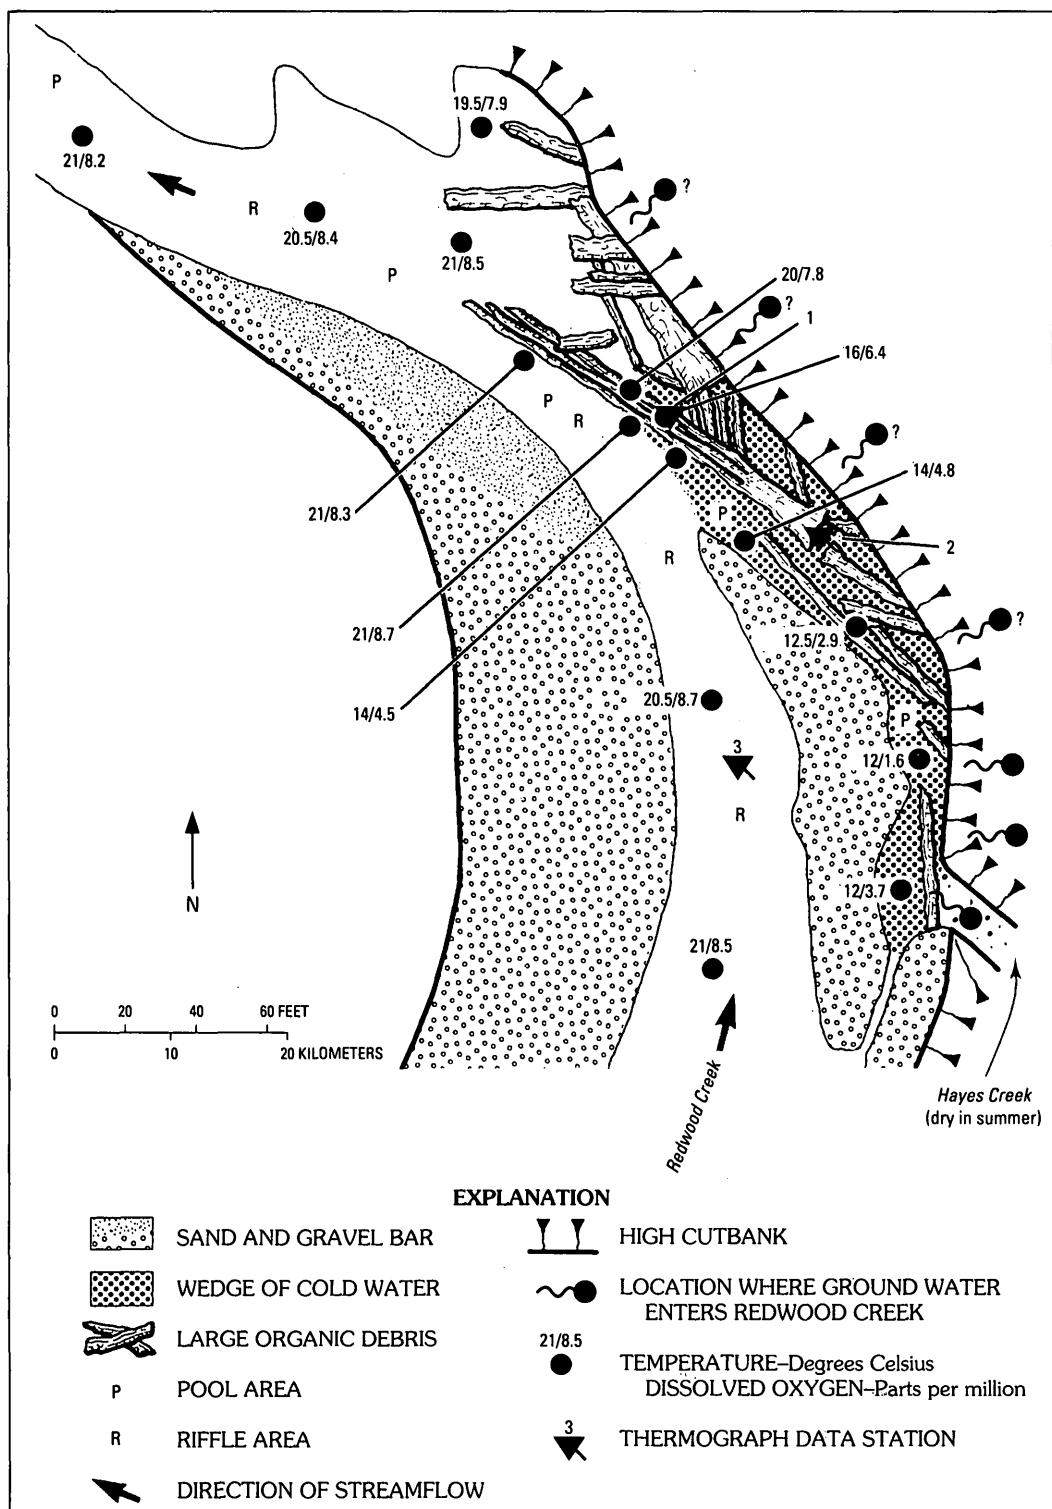 P
19.5/7.9
21/8.2
?
R
20.5/8.4
21/8.5
P
20/7.8
?
1
16/6.4
P
R
?
14/4.8
21/8.3
P
2
R
21/8.7
?
12.5/2.9
14/4.5
20.5/8.7
P
3
12/1.6
R
12/3.7
N
21/8.5
0 20 40 60 FEET
0 10 20 KILOMETERS
Redwood Creek
Hayes Creek
(dry in summer)
EXPLANATION
SAND AND GRAVEL BAR
WEDGE OF COLD WATER
LARGE ORGANIC DEBRIS
P POOL AREA
R RIFFLE AREA
DIRECTION OF STREAMFLOW
HIGH CUTBANK
LOCATION WHERE GROUND WATER
ENTERS REDWOOD CREEK
21/8.5
TEMPERATURE–Degrees Celsius
DISSOLVED OXYGEN–Parts per million
3
THERMOGRAPH DATA STATION